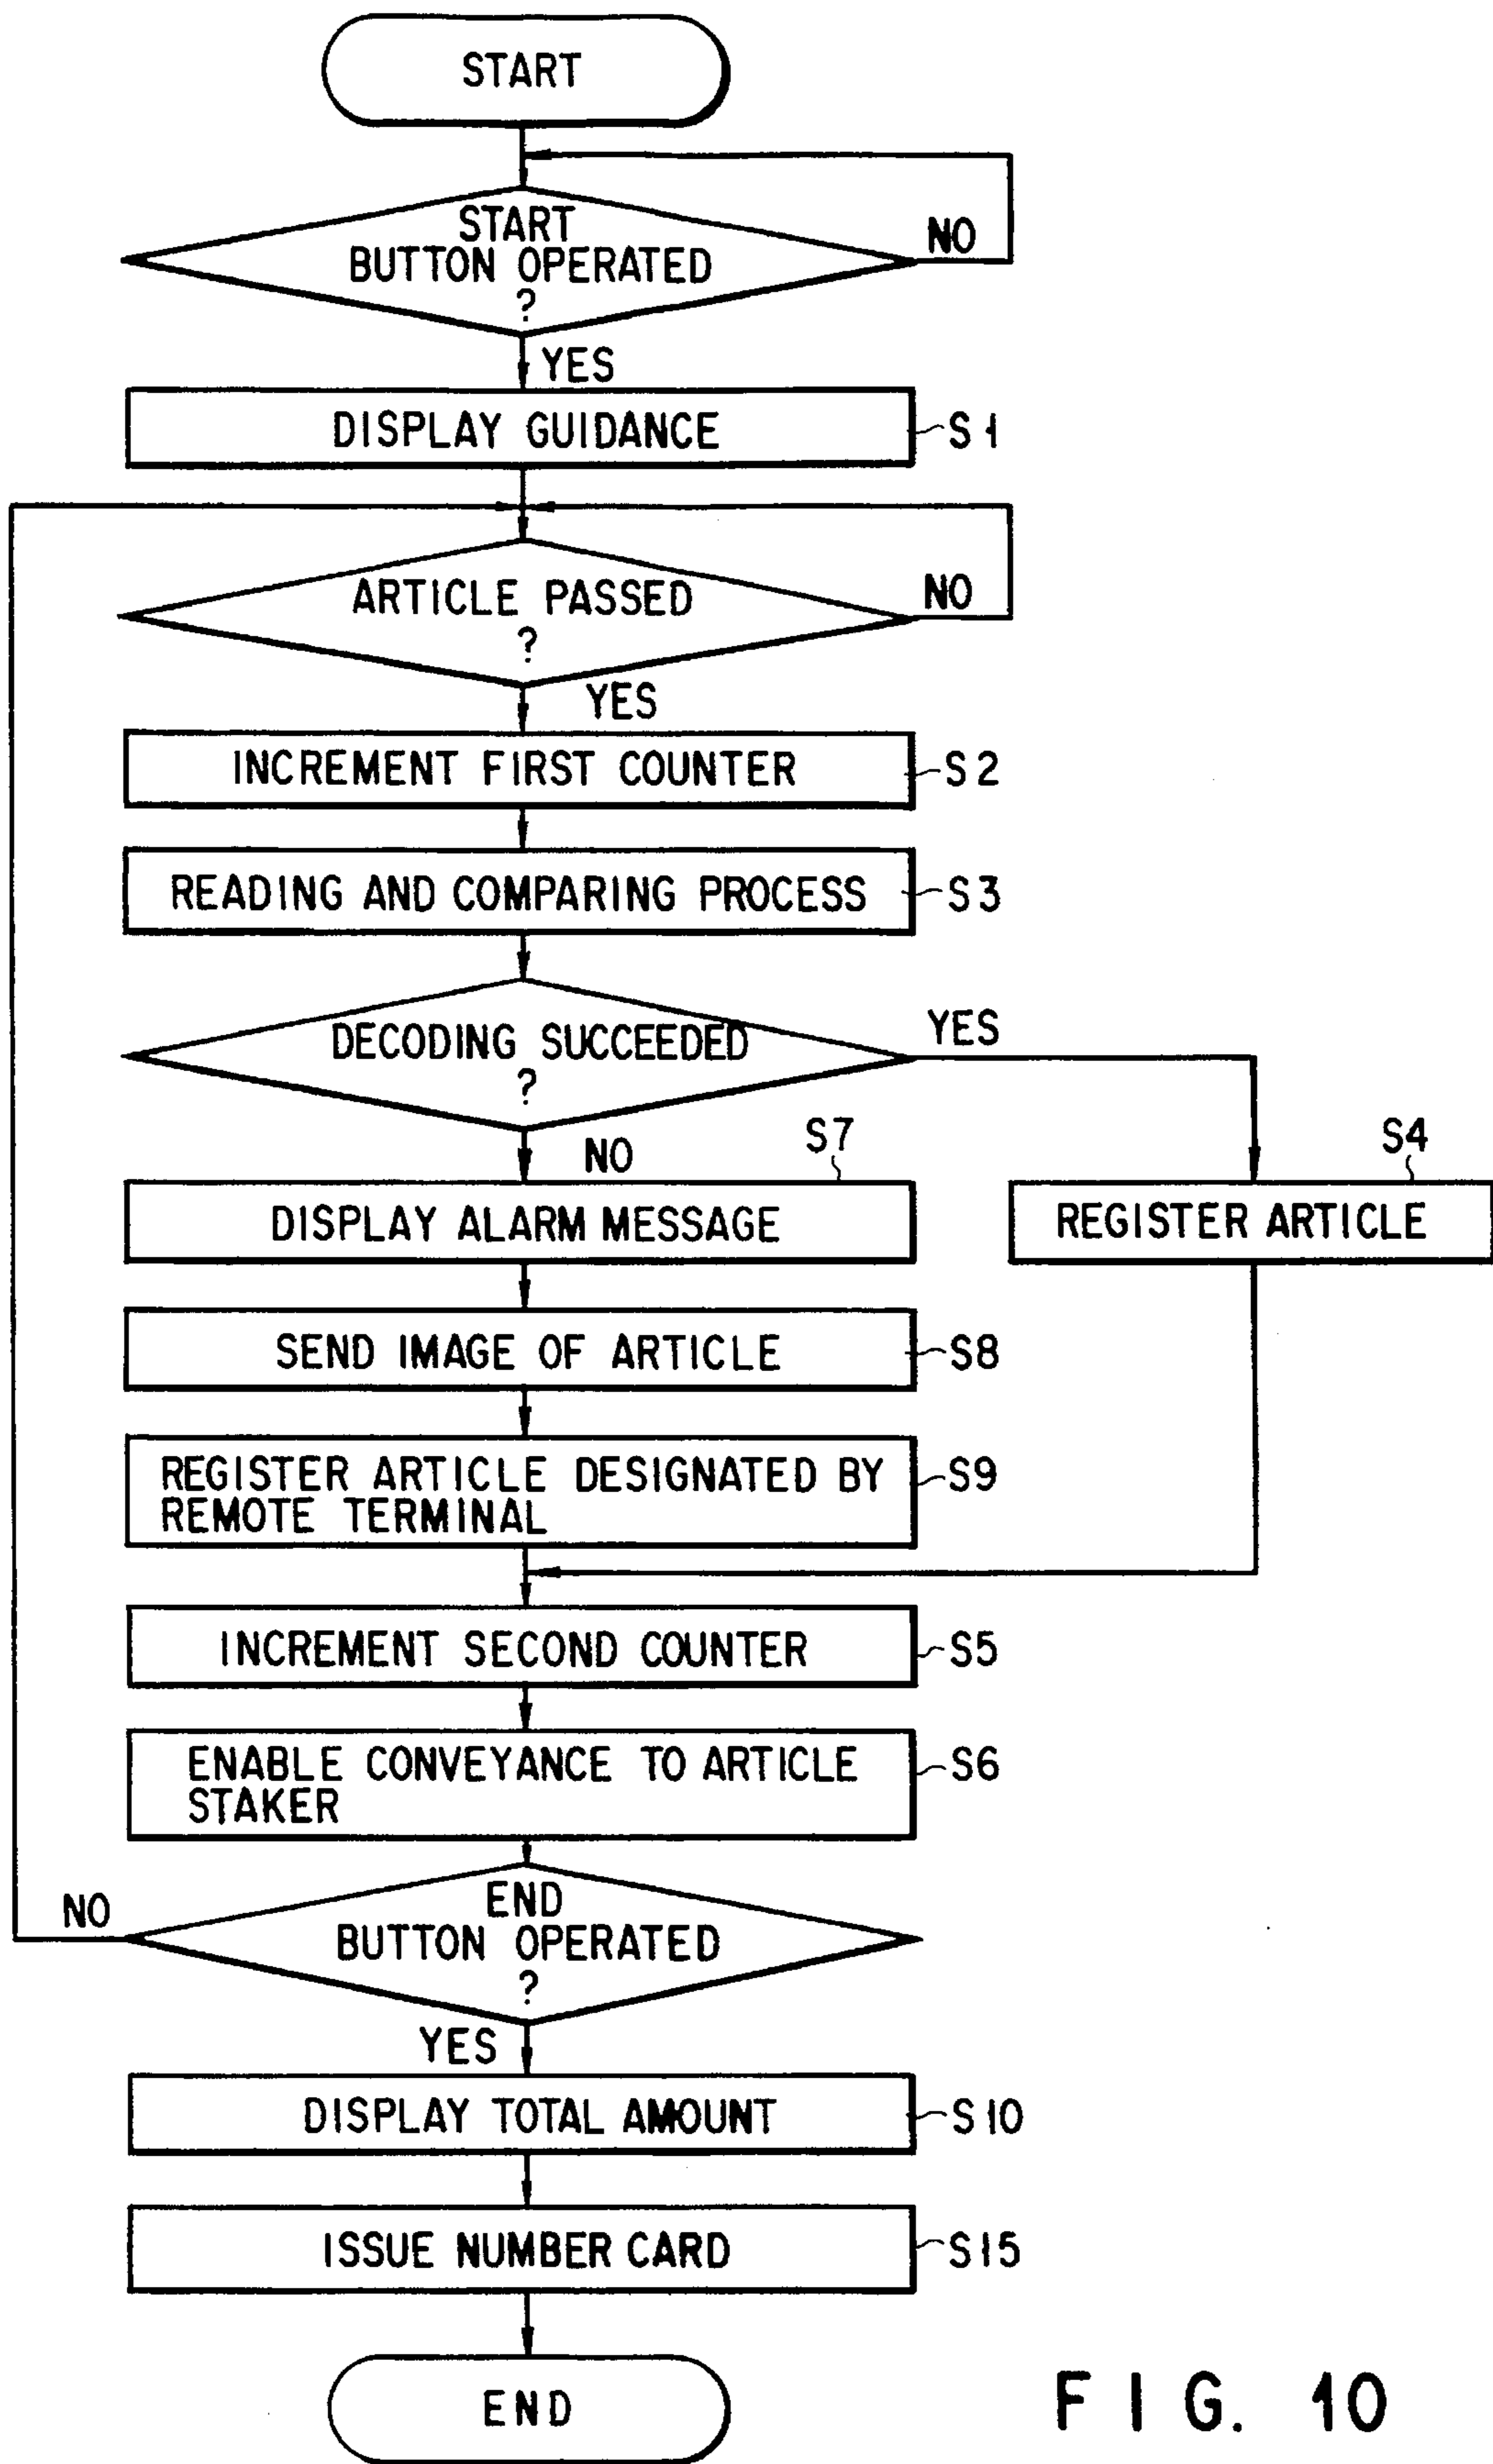 START
START
BUTTON OPERATED
?
NO
YES
DISPLAY GUIDANCE
S1
ARTICLE PASSED
?
NO
YES
INCREMENT FIRST COUNTER
S2
READING AND COMPARING PROCESS
S3
DECODING SUCCEEDED
?
YES
NO
S7
S4
DISPLAY ALARM MESSAGE
REGISTER ARTICLE
SEND IMAGE OF ARTICLE
S8
REGISTER ARTICLE DESIGNATED BY
REMOTE TERMINAL
S9
INCREMENT SECOND COUNTER
S5
ENABLE CONVEYANCE TO ARTICLE
STAKER
S6
END
BUTTON OPERATED
?
NO
YES
DISPLAY TOTAL AMOUNT
S10
ISSUE NUMBER CARD
S15
END
FIG. 10